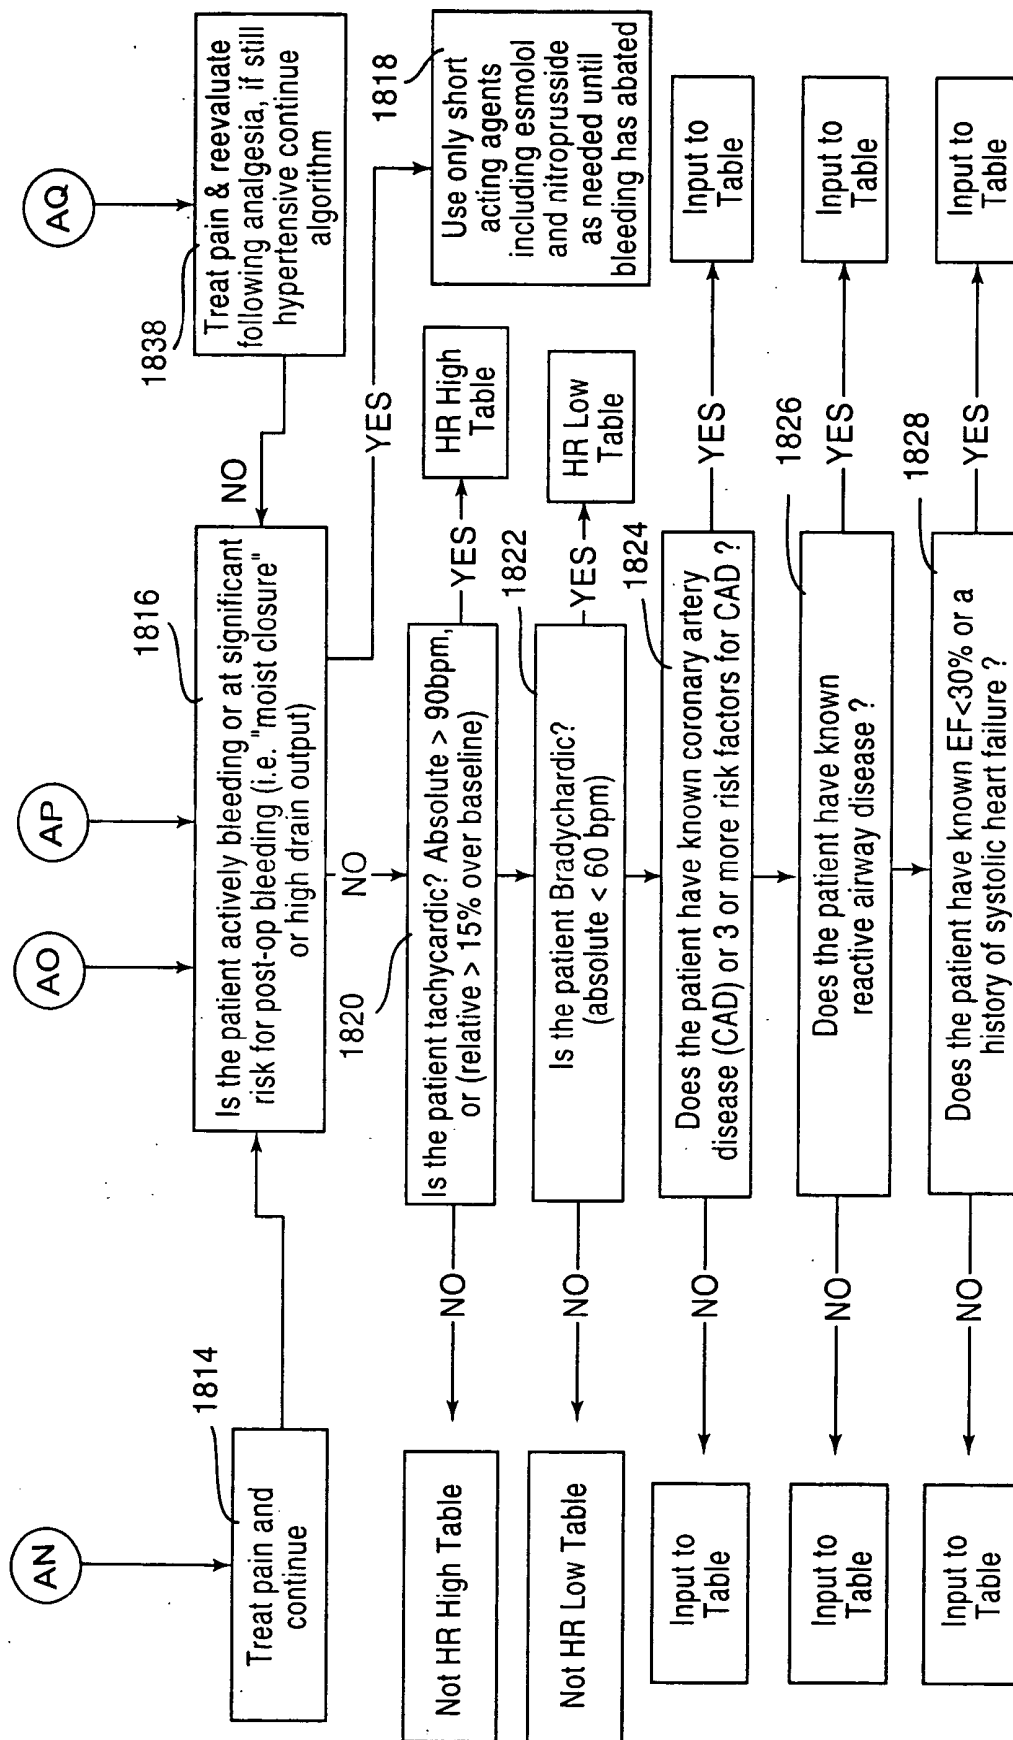 AN
AO
AP
AQ
1814
Treat pain and
continue
1816
Is the patient actively bleeding or at significant
risk for post-op bleeding (i.e. "moist closure"
or high drain output)
1838
Treat pain & reevaluate
following analgesia, if still
hypertensive continue
algorithm
NO
YES
NO
1818
Use only short
acting agents
including esmolol
and nitroprusside
as needed until
bleeding has abated
1820
Is the patient tachycardic? Absolute > 90bpm,
or (relative > 15% over baseline)
NO
Not HR High Table
YES
HR High
Table
1822
Is the patient Bradychardic?
(absolute < 60 bpm)
NO
Not HR Low Table
YES
HR Low
Table
1824
Does the patient have known coronary artery
disease (CAD) or 3 or more risk factors for CAD ?
NO
Input to
Table
YES
Input to
Table
1826
Does the patient have known
reactive airway disease ?
NO
Input to
Table
YES
Input to
Table
1828
Does the patient have known EF<30% or a
history of systolic heart failure ?
NO
Input to
Table
YES
Input to
Table